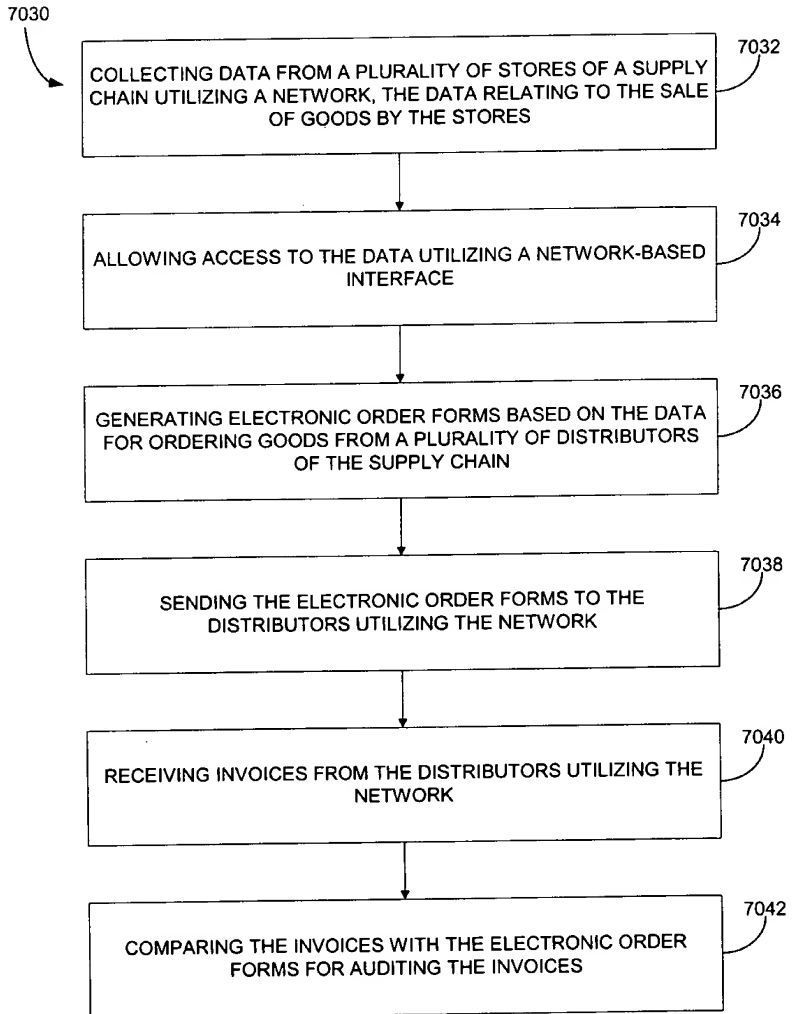 7030
7032
COLLECTING DATA FROM A PLURALITY OF STORES OF A SUPPLY
CHAIN UTILIZING A NETWORK, THE DATA RELATING TO THE SALE
OF GOODS BY THE STORES
7034
ALLOWING ACCESS TO THE DATA UTILIZING A NETWORK-BASED
INTERFACE
7036
GENERATING ELECTRONIC ORDER FORMS BASED ON THE DATA
FOR ORDERING GOODS FROM A PLURALITY OF DISTRIBUTORS
OF THE SUPPLY CHAIN
7038
SENDING THE ELECTRONIC ORDER FORMS TO THE
DISTRIBUTORS UTILIZING THE NETWORK
7040
RECEIVING INVOICES FROM THE DISTRIBUTORS UTILIZING THE
NETWORK
7042
COMPARING THE INVOICES WITH THE ELECTRONIC ORDER
FORMS FOR AUDITING THE INVOICES